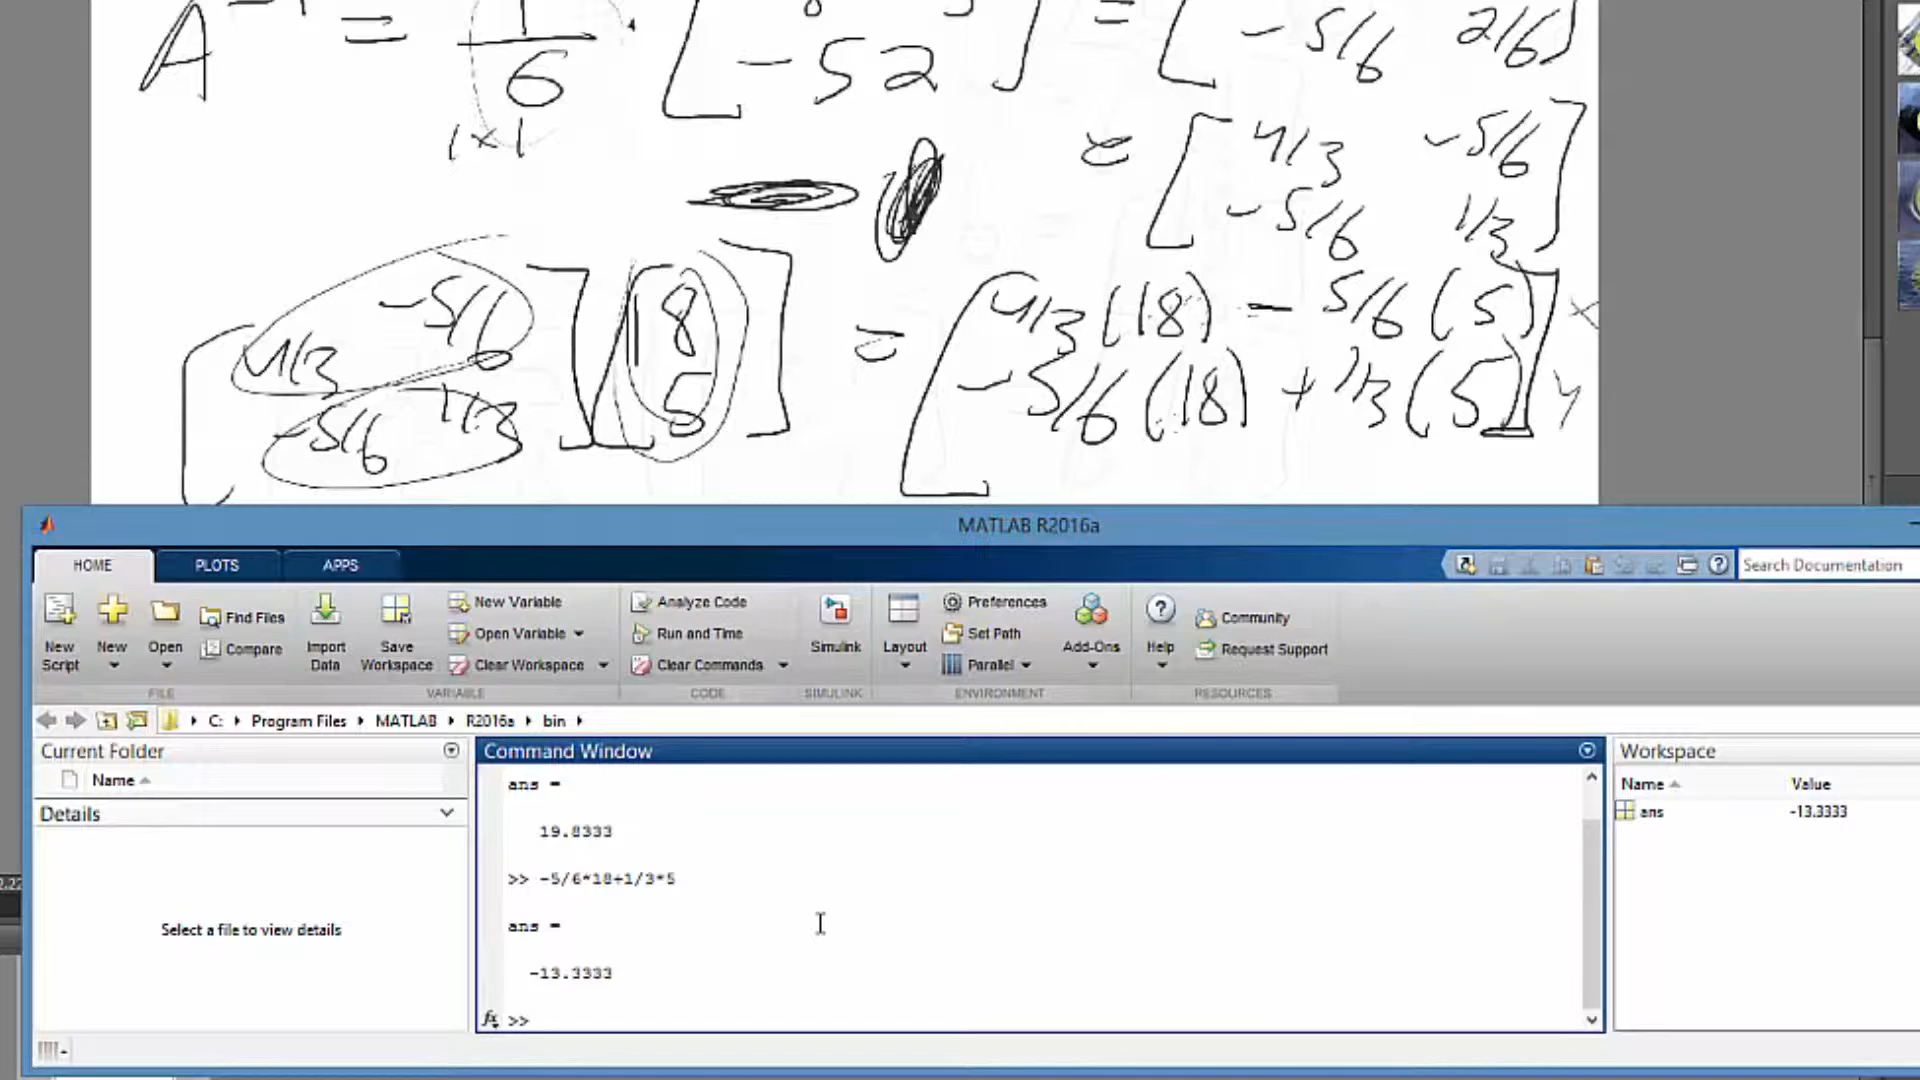 A = 1/6 · [ -5 2 ] = [ -5/6 2/6 ]
1×1
= [ 4/3 -5/6
-5/6 1/3 ]
[ 4/3 -5/6 ] [ 18 ] = [ 4/3 (18) - 5/6 (5) ] x
-5/6 1/3 5 -5/6 (18) + 1/3 (5) y
MATLAB R2016a
HOME PLOTS APPS
Search Documentation
New Script
New
Open
Find Files
Compare
FILE
Import Data
Save Workspace
New Variable
Open Variable
Clear Workspace
VARIABLE
Analyze Code
Run and Time
Clear Commands
CODE
Simulink
SIMULINK
Layout
Preferences
Set Path
Parallel
Add-Ons
ENVIRONMENT
Help
Community
Request Support
RESOURCES
C: Program Files MATLAB R2016a bin
Current Folder
Name
Details
Select a file to view details
Command Window
ans =
19.8333
>> -5/6*18+1/3*5
ans =
-13.3333
fx >>
Workspace
Name Value
ans -13.3333